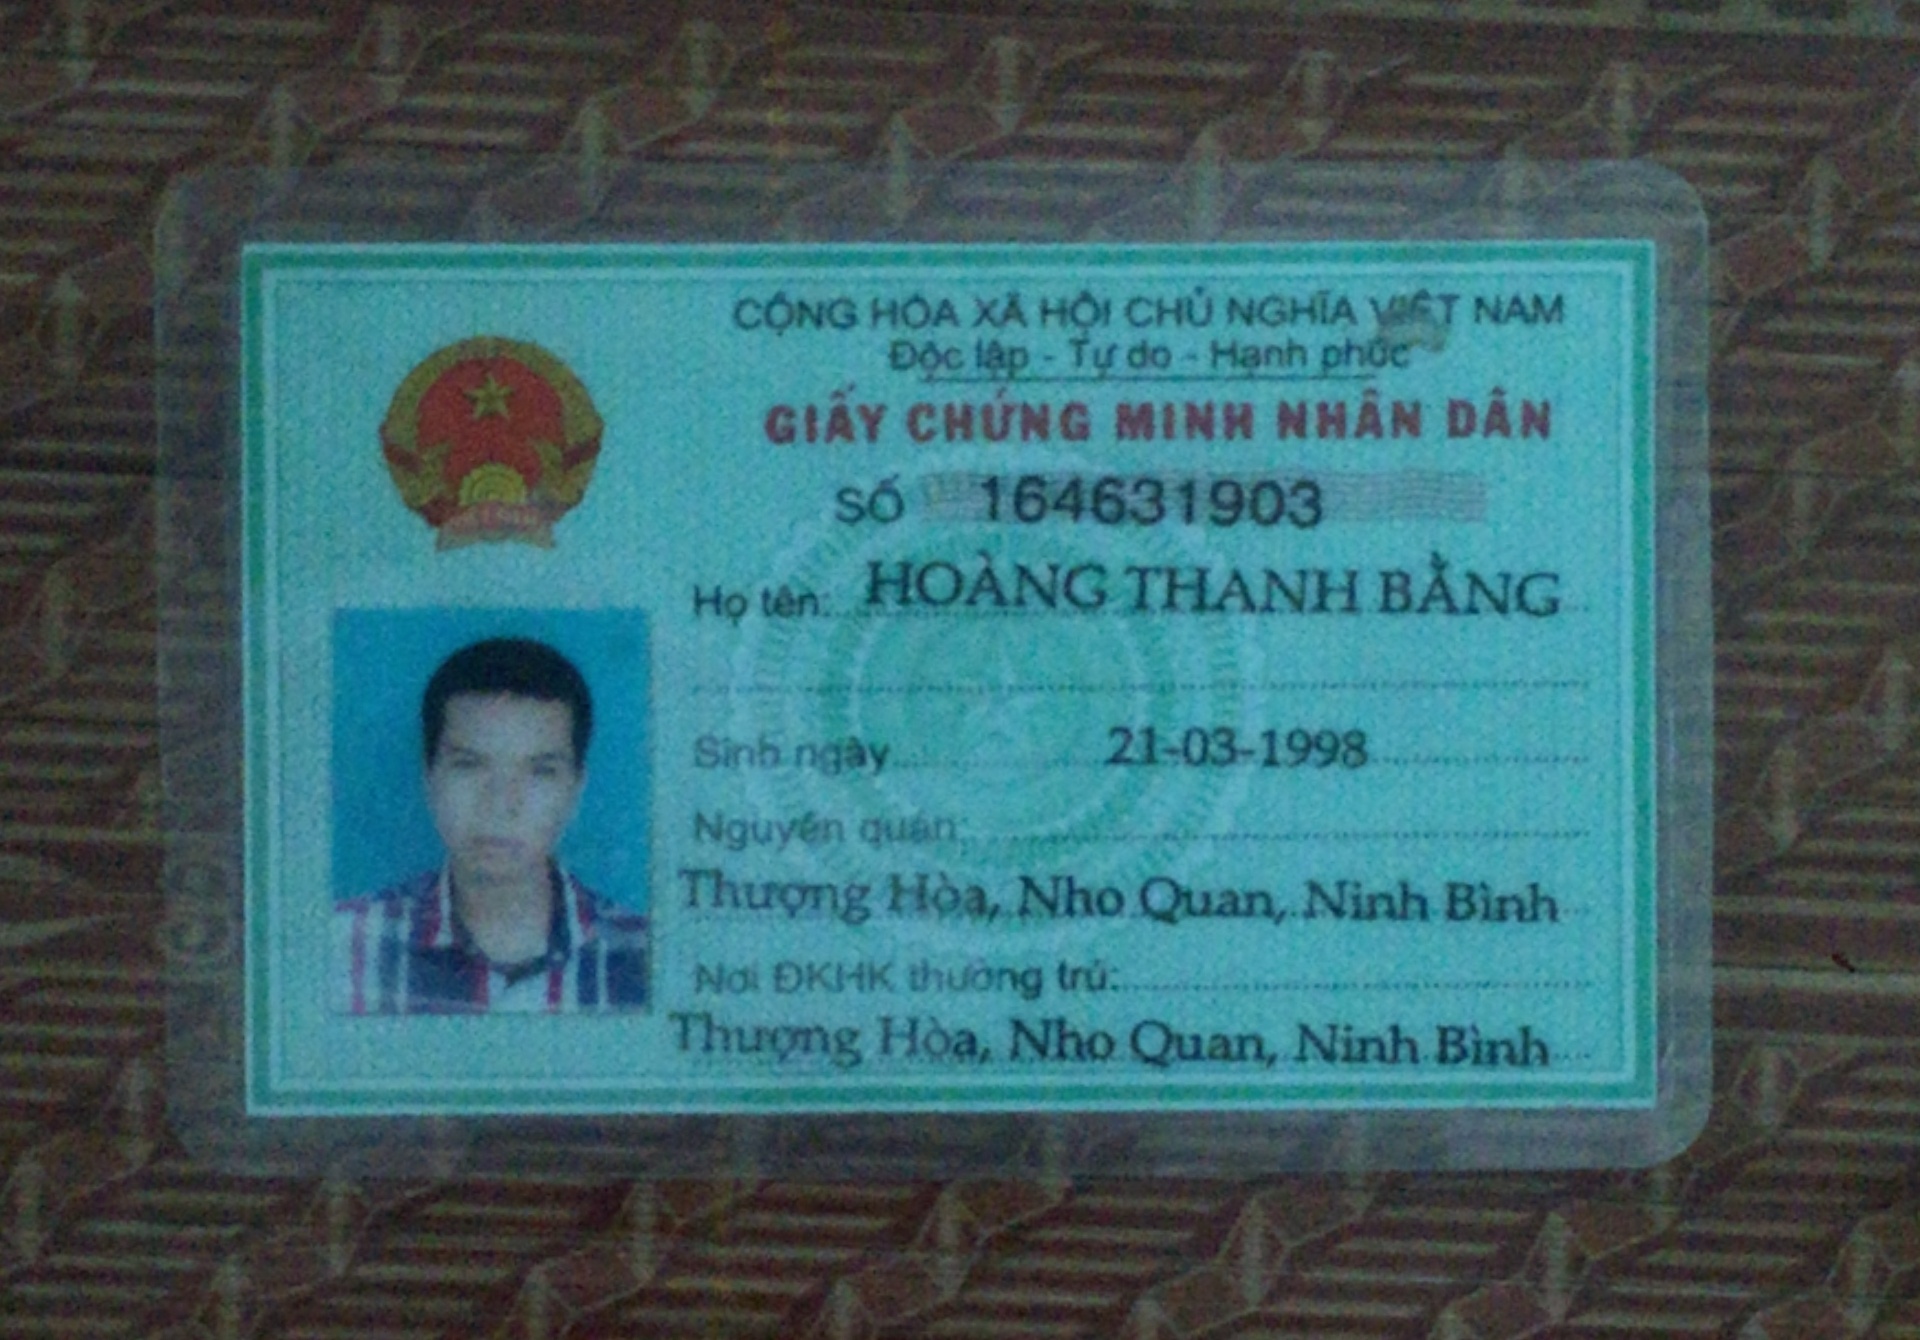 CỘNG HÒA XÃ HỘI CHỦ NGHĨA VIỆT NAM
Độc lập - Tự do - Hạnh phúc
GIẤY CHỨNG MINH NHÂN DÂN
SỐ 164631903
Họ tên: HOÀNG THANH BẰNG
Sinh ngày 21-03-1998
Nguyên quán:
Thượng Hòa, Nho Quan, Ninh Bình
Nơi ĐKHK thường trú:
Thượng Hòa, Nho Quan, Ninh Bình